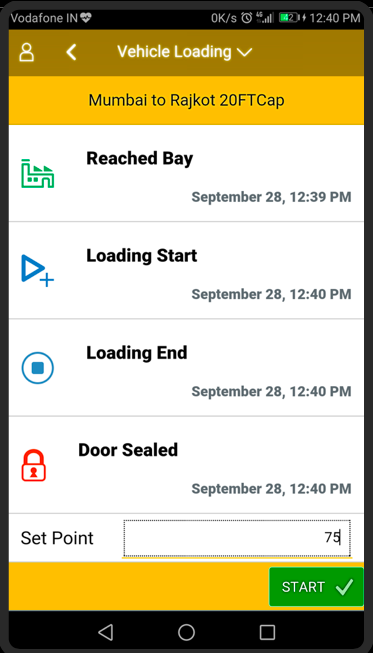 Vodafone IN 0K/s 4G 42 12:40 PM
Vehicle Loading
Mumbai to Rajkot 20FTCap
Reached Bay
September 28, 12:39 PM
Loading Start
September 28, 12:40 PM
Loading End
September 28, 12:40 PM
Door Sealed
September 28, 12:40 PM
Set Point 75
START